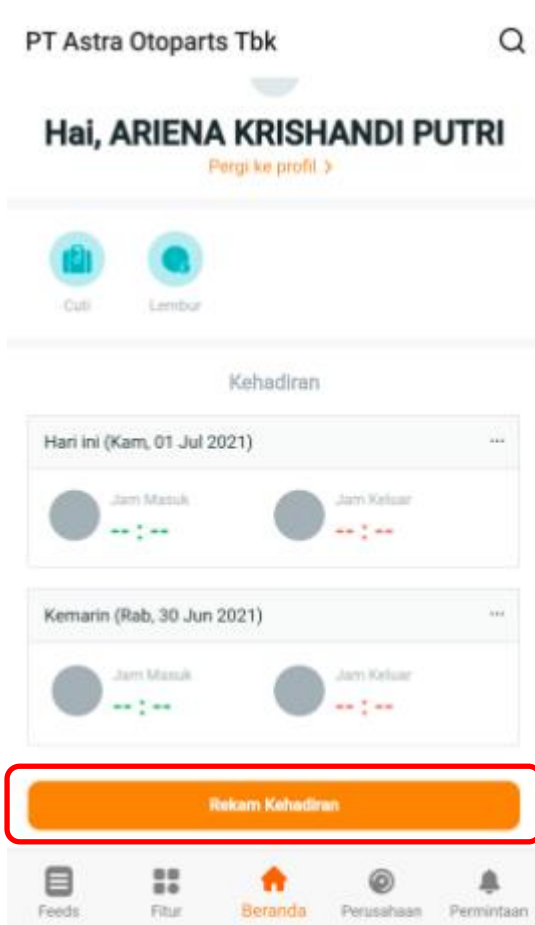 PT Astra Otoparts Tbk
Hai, ARIENA KRISHANDI PUTRI
Pergi ke profil >
Cuti Lembur
Kehadiran
Hari ini (Kam, 01 Jul 2021) ...
Jam Masuk Jam Keluar
--:-- --:--
Kemarin (Rab, 30 Jun 2021) ...
Jam Masuk Jam Keluar
--:-- --:--
Rekam Kehadiran
Feeds Fitur Beranda Perusahaan Permintaan